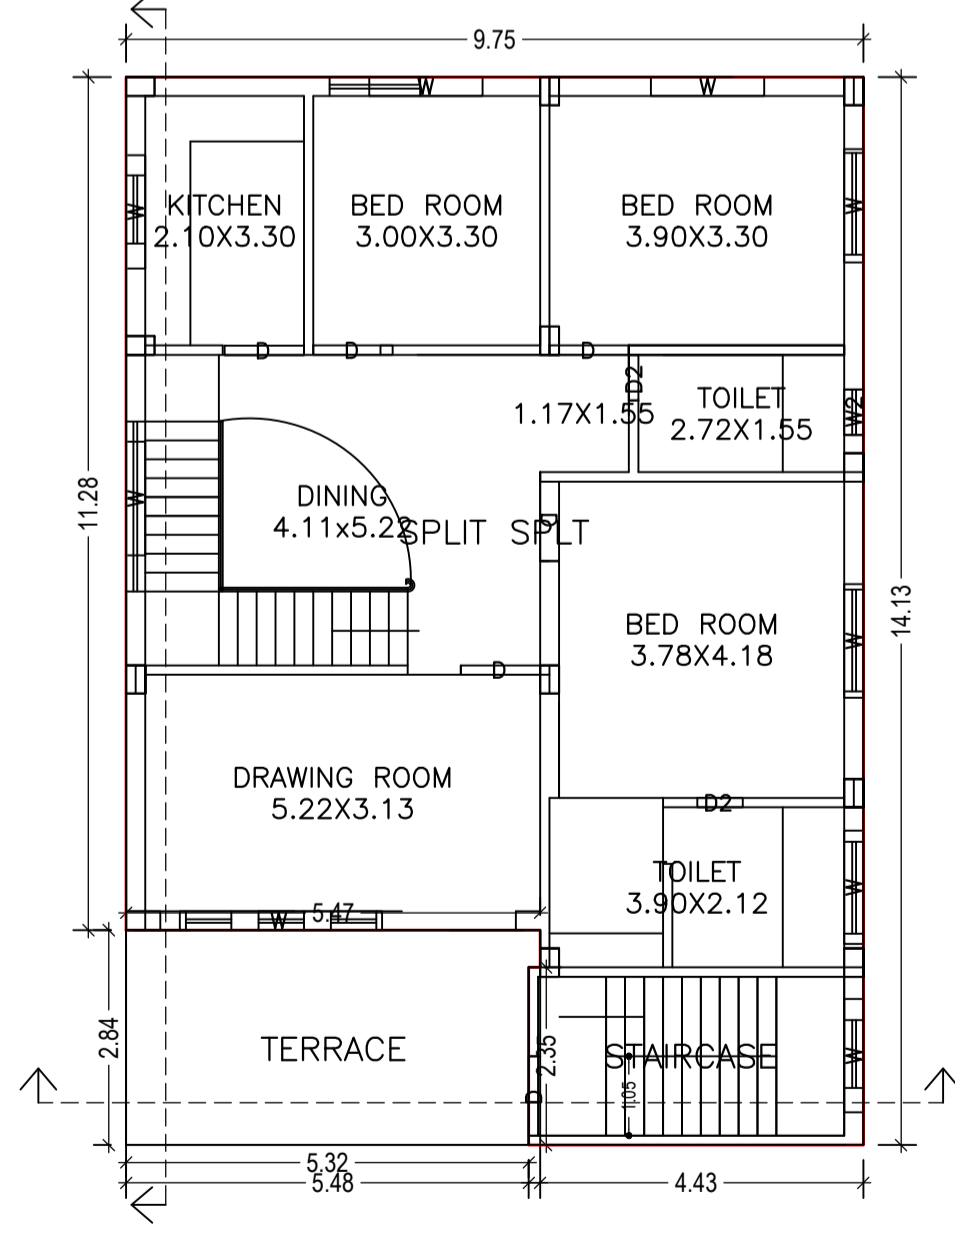 9.75
W
W
KITCHEN
2.10X3.30
BED ROOM
3.00X3.30
BED ROOM
3.90X3.30
W
W
D
D
D
D2
1.17X1.55
TOILET
2.72X1.55
W2
11.28
W
DINING
4.11x5.22
SPLIT SPLT
D
14.13
BED ROOM
3.78X4.18
W
D
DRAWING ROOM
5.22X3.13
D2
TOILET
3.90X2.12
W
W
5.47
2.84
TERRACE
2.35
STAIRCASE
W
1.05
D
5.32
5.48
4.43